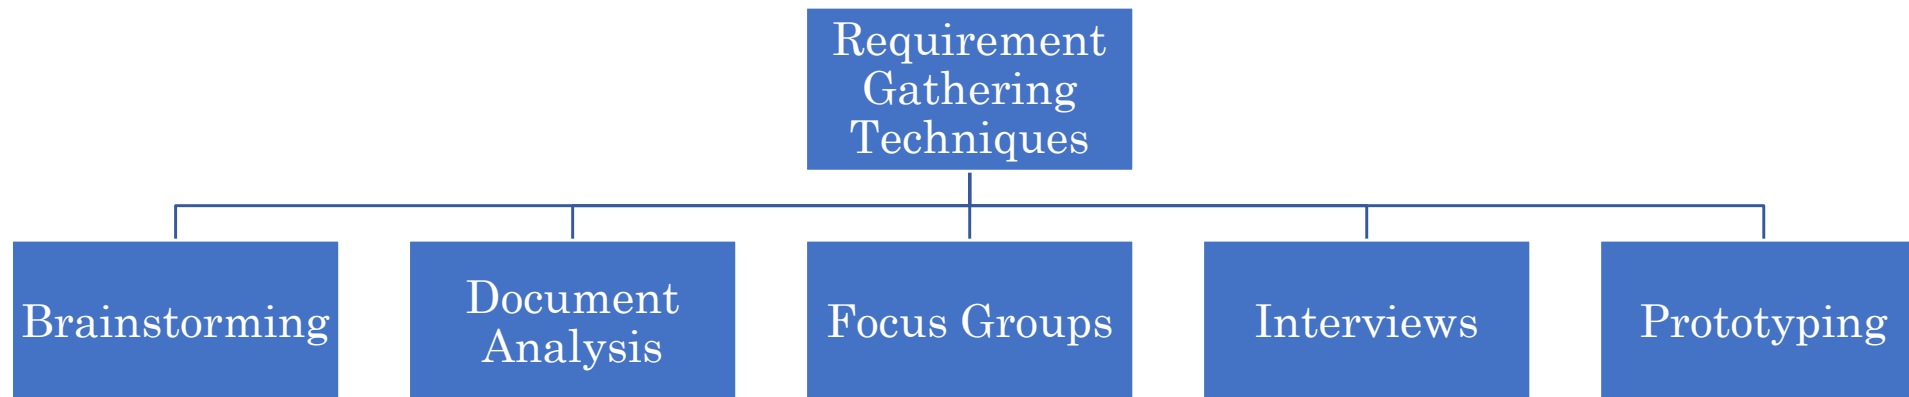 Requirement
Gathering
Techniques
Brainstorming
Document
Analysis
Focus Groups
Interviews
Prototyping